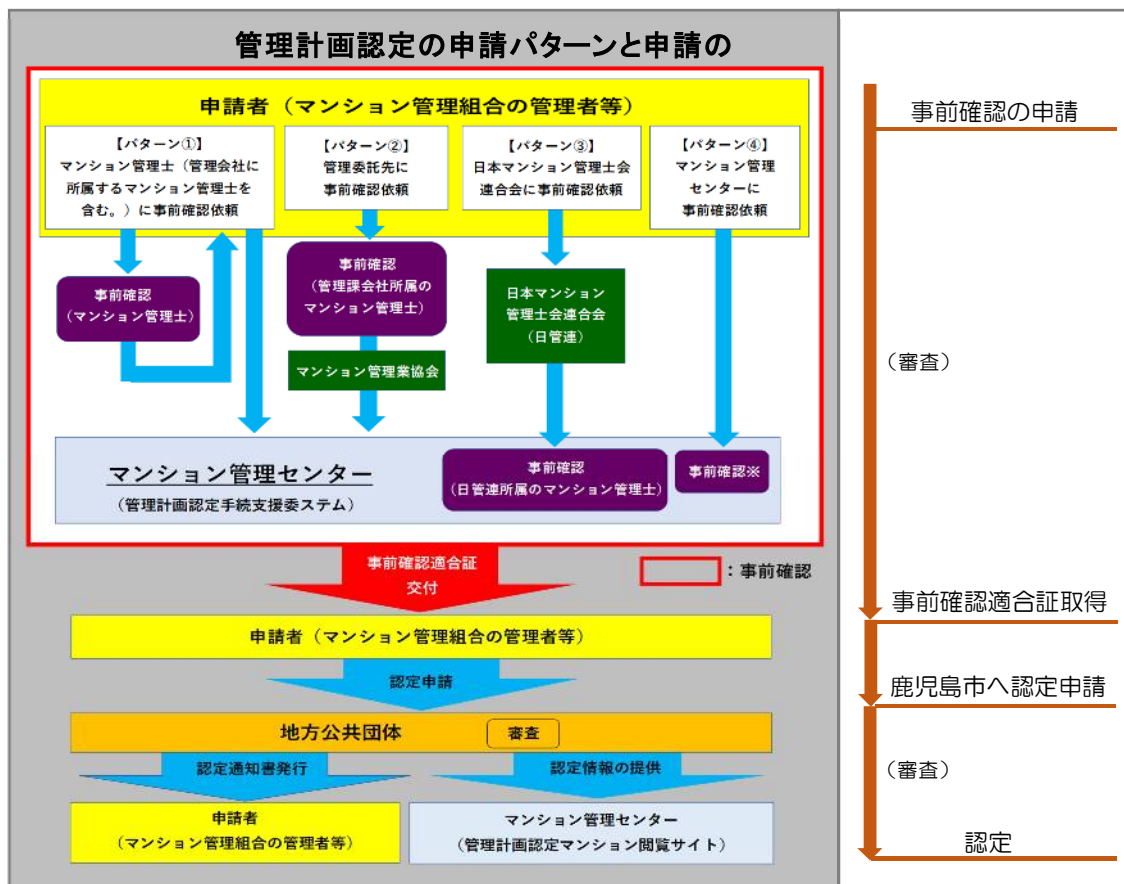 管理計画認定の申請パターンと申請の
申請者（マンション管理組合の管理者等）
【パターン①】
マンション管理士（管理会社に
所属するマンション管理士を
含む。）に事前確認依頼
【パターン②】
管理委託先に
事前確認依頼
【パターン③】
日本マンション管理士会
連合会に事前確認依頼
【パターン④】
マンション管理
センターに
事前確認依頼
事前確認
（マンション管理士）
事前確認
（管理課会社所属の
マンション管理士）
マンション管理業協会
日本マンション
管理士会連合会
（日管連）
マンション管理センター
（管理計画認定手続支援委ステム）
事前確認
（日管連所属のマンション管理士）
事前確認※
事前確認適合証
交付
：事前確認
申請者（マンション管理組合の管理者等）
認定申請
地方公共団体
審査
認定通知書発行
認定情報の提供
申請者
（マンション管理組合の管理者等）
マンション管理センター
（管理計画認定マンション閲覧サイト）
事前確認の申請
（審査）
事前確認適合証取得
鹿児島市へ認定申請
（審査）
認定